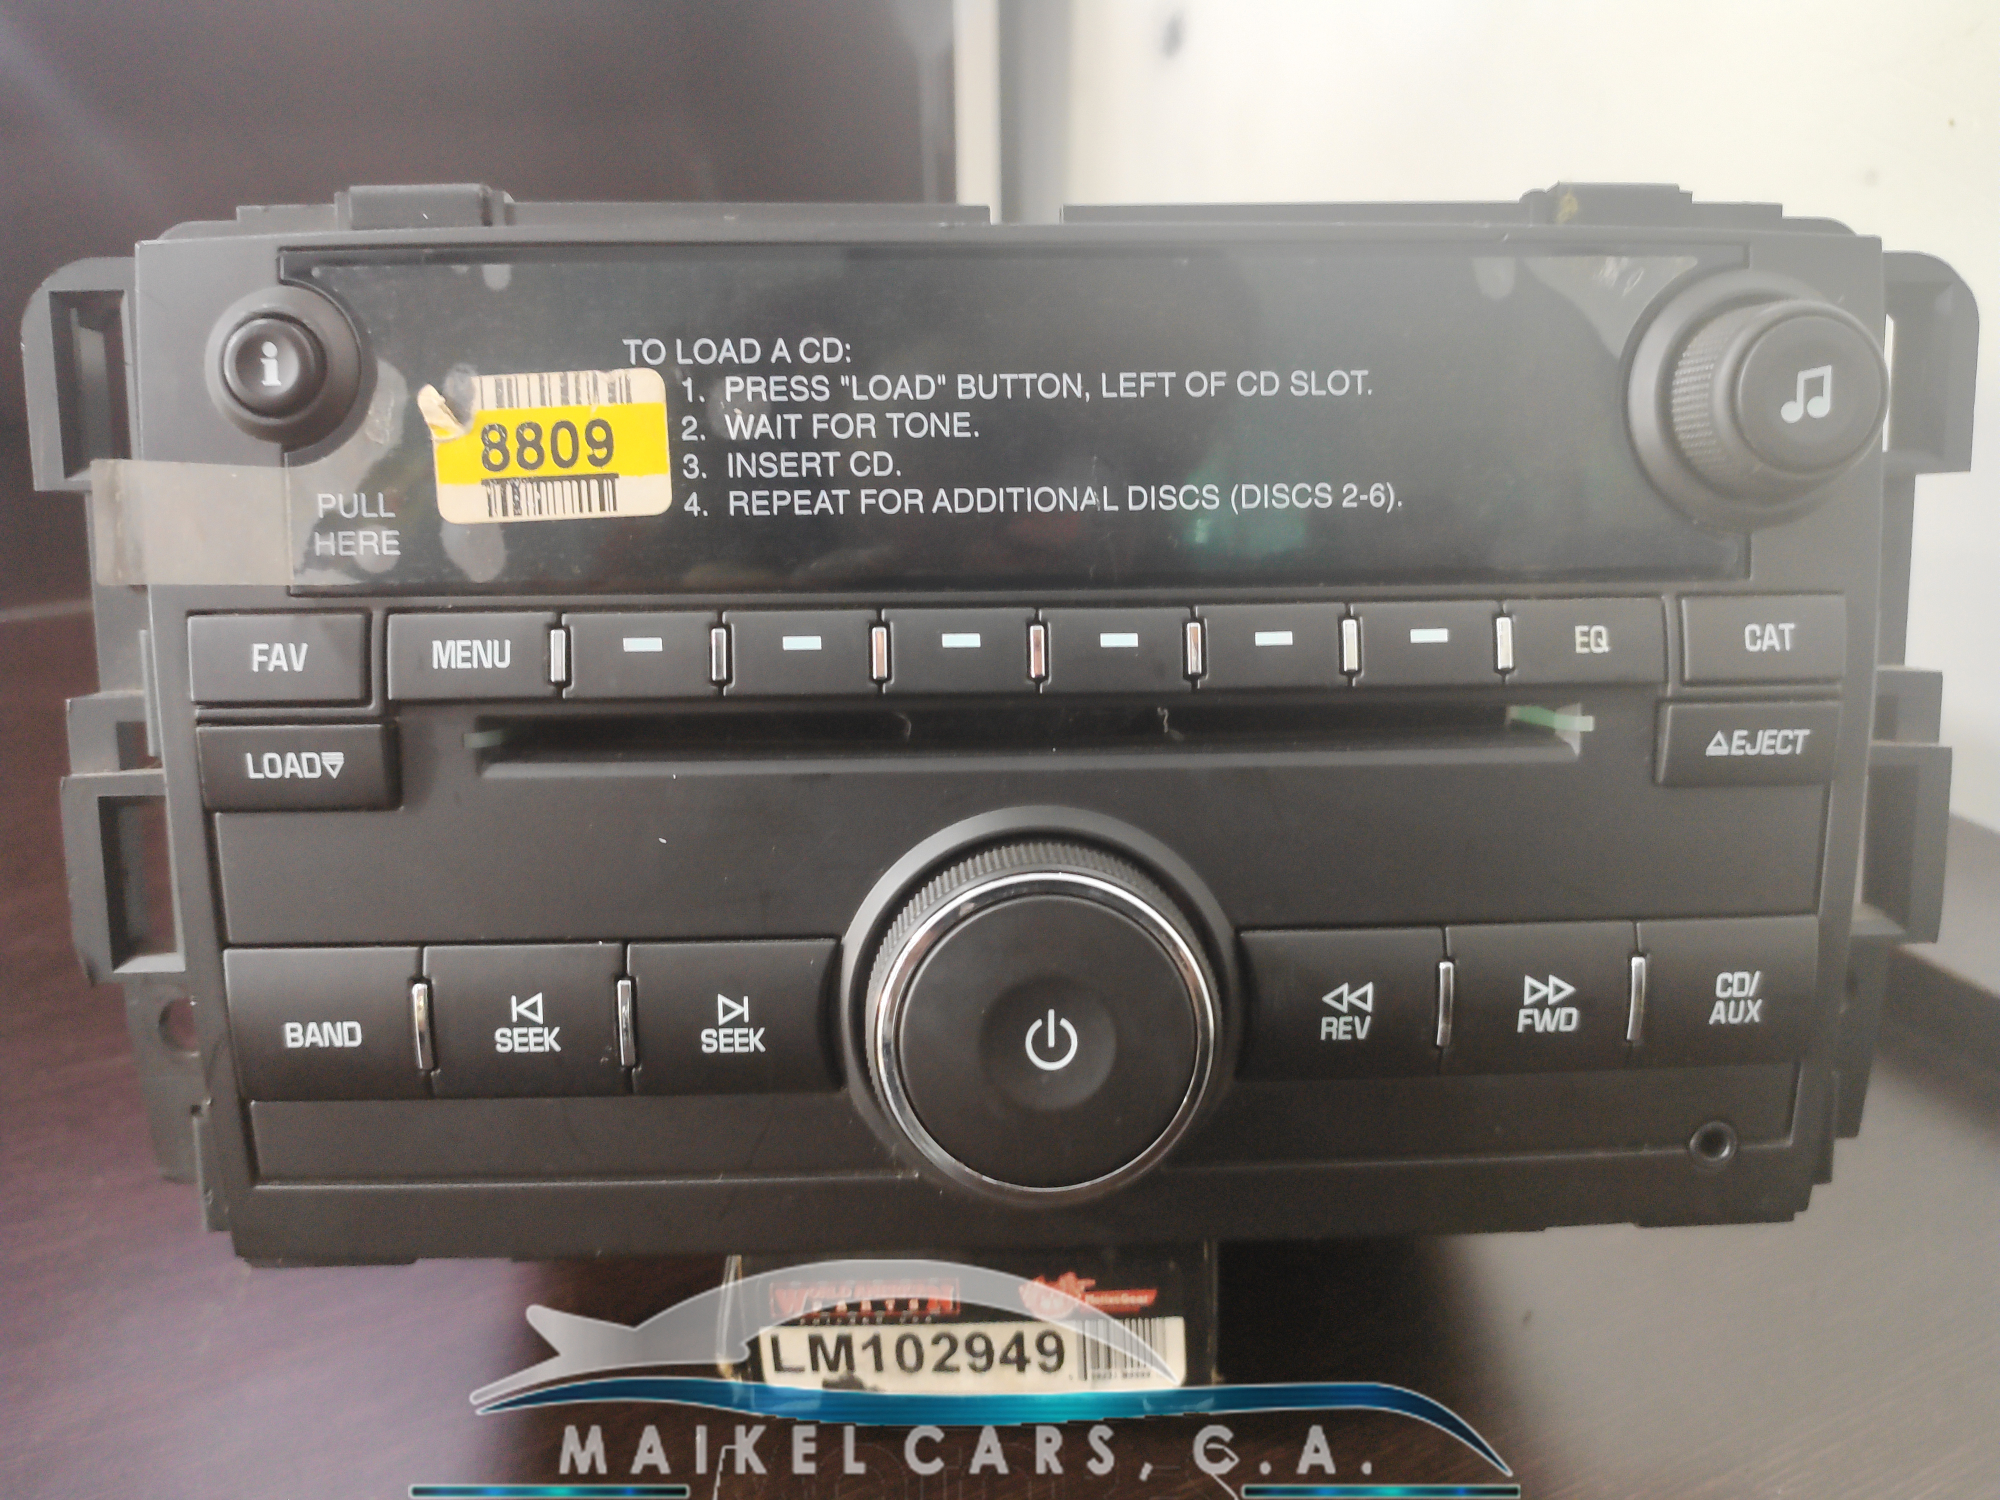 TO LOAD A CD:
1. PRESS "LOAD" BUTTON, LEFT OF CD SLOT.
2. WAIT FOR TONE.
3. INSERT CD.
4. REPEAT FOR ADDITIONAL DISCS (DISCS 2-6).
8809
PULL
HERE
i
FAV
MENU
EQ
CAT
LOAD
EJECT
BAND
SEEK
SEEK
REV
FWD
CD/
AUX
LM102949
MAIKEL CARS, C.A.